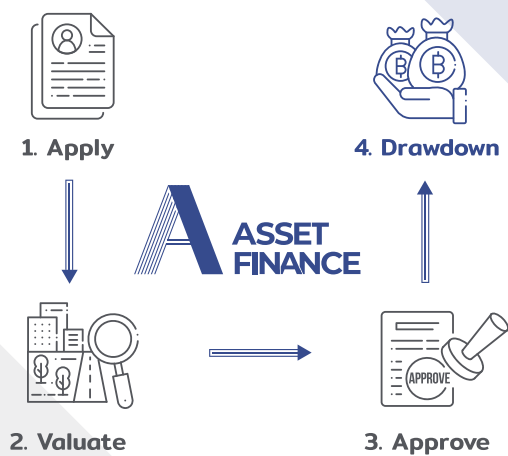 1. Apply
4. Drawdown
฿ ฿
ASSET
FINANCE
APPROVE
2. Valuate
3. Approve